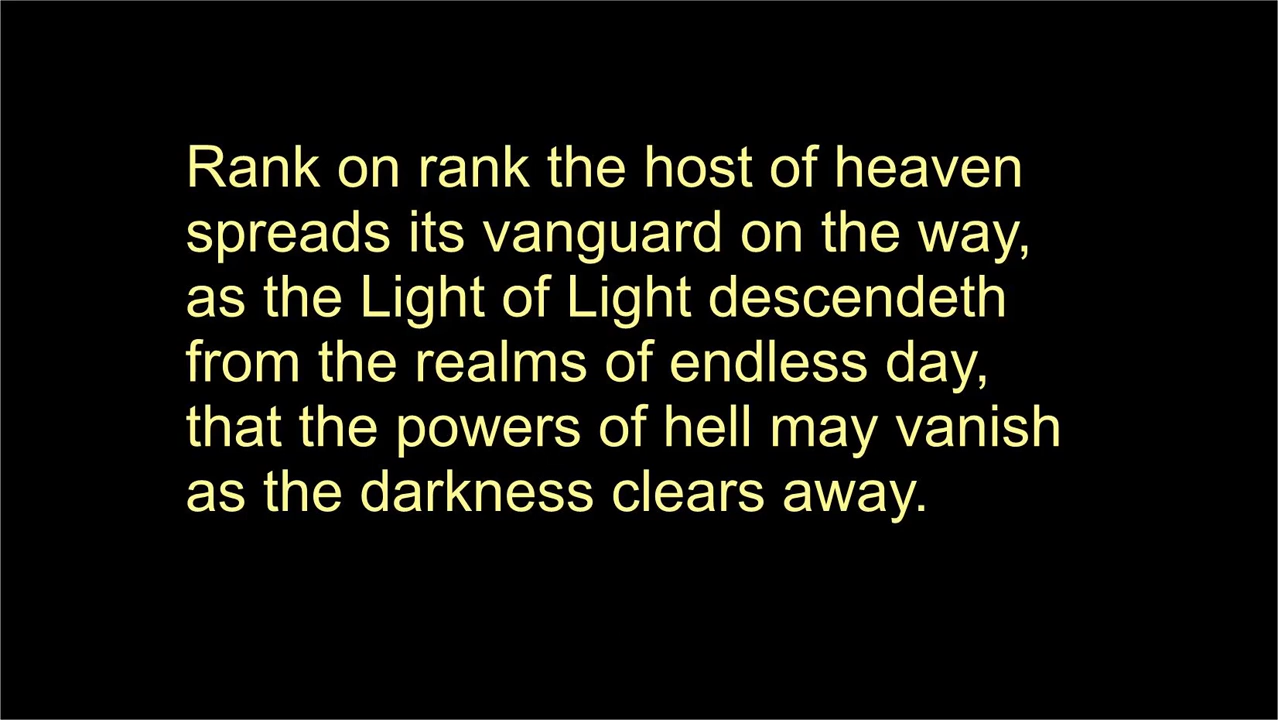 Rank on rank the host of heaven
spreads its vanguard on the way,
as the Light of Light descendeth
from the realms of endless day,
that the powers of hell may vanish
as the darkness clears away.